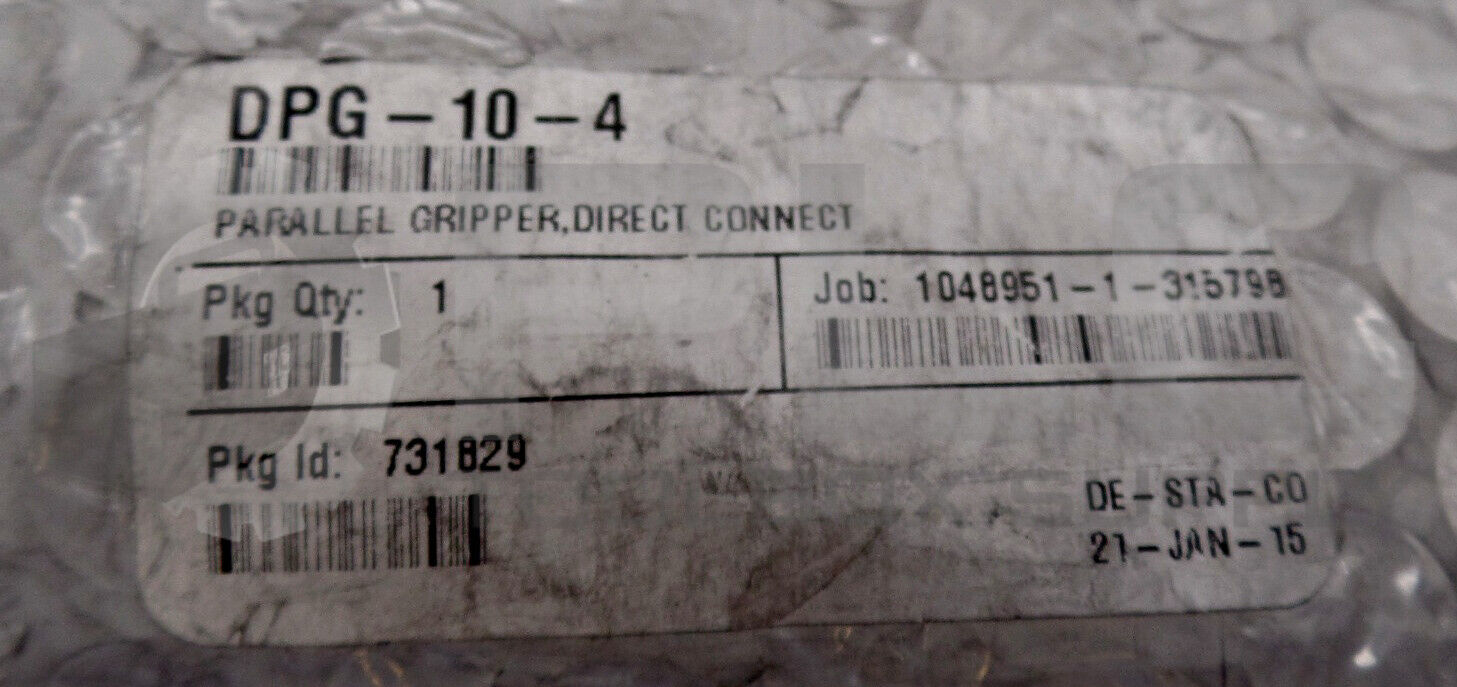 DPG-10-4
PARALLEL GRIPPER,DIRECT CONNECT
Pkg Qty: 1
Job: 1048951-1-315798
Pkg Id: 731829
DE-STA-CO
21-JAN-15